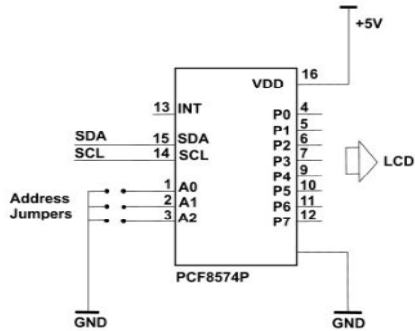 +5V
16
VDD
13 INT
P0 4
P1 5
SDA 15 SDA
P2 6
SCL 14 SCL
P3 7
P4 9
LCD
1 A0
P5 10
Address
Jumpers
2 A1
P6 11
3 A2
P7 12
PCF8574P
GND
GND